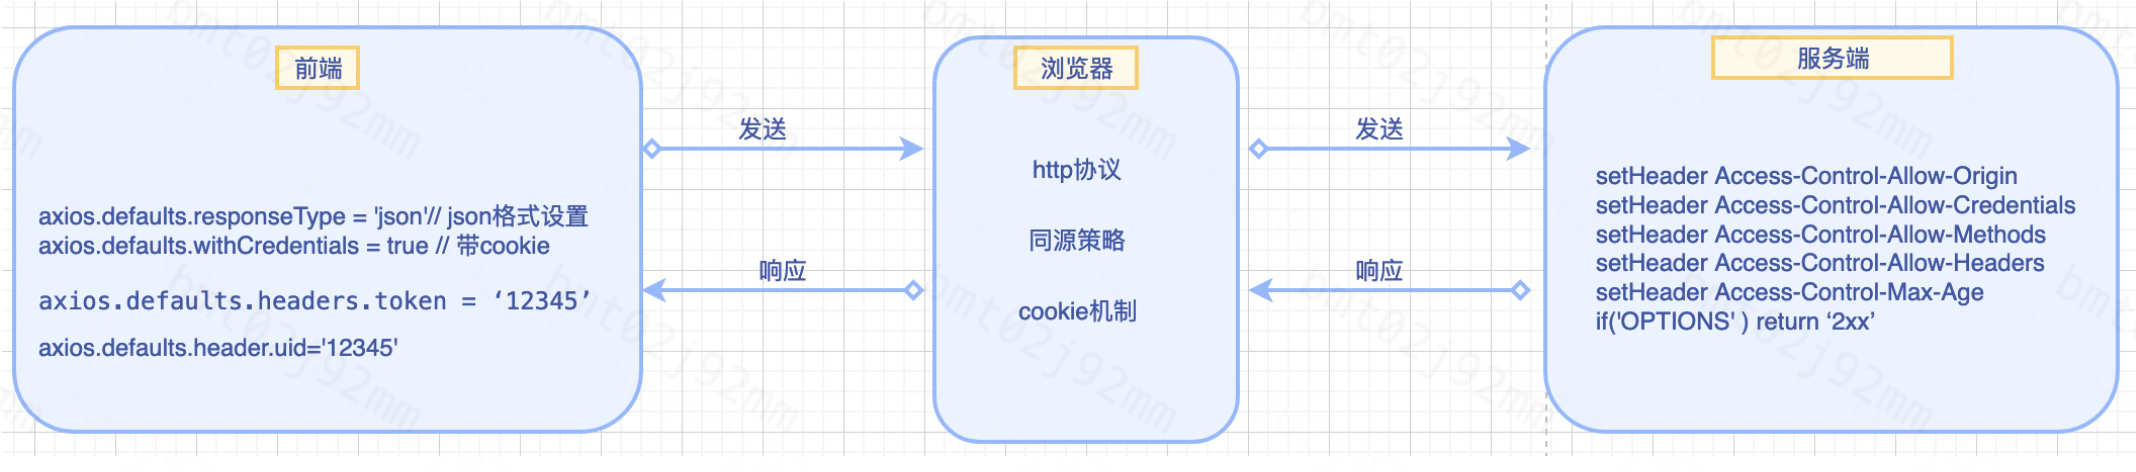 前端
axios.defaults.responseType = 'json'// json格式设置
axios.defaults.withCredentials = true // 带cookie
axios.defaults.headers.token = ‘12345’
axios.defaults.header.uid='12345'
发送
响应
浏览器
http协议
同源策略
cookie机制
发送
响应
服务端
setHeader Access-Control-Allow-Origin
setHeader Access-Control-Allow-Credentials
setHeader Access-Control-Allow-Methods
setHeader Access-Control-Allow-Headers
setHeader Access-Control-Max-Age
if('OPTIONS' ) return ‘2xx’
bmt02j92mm